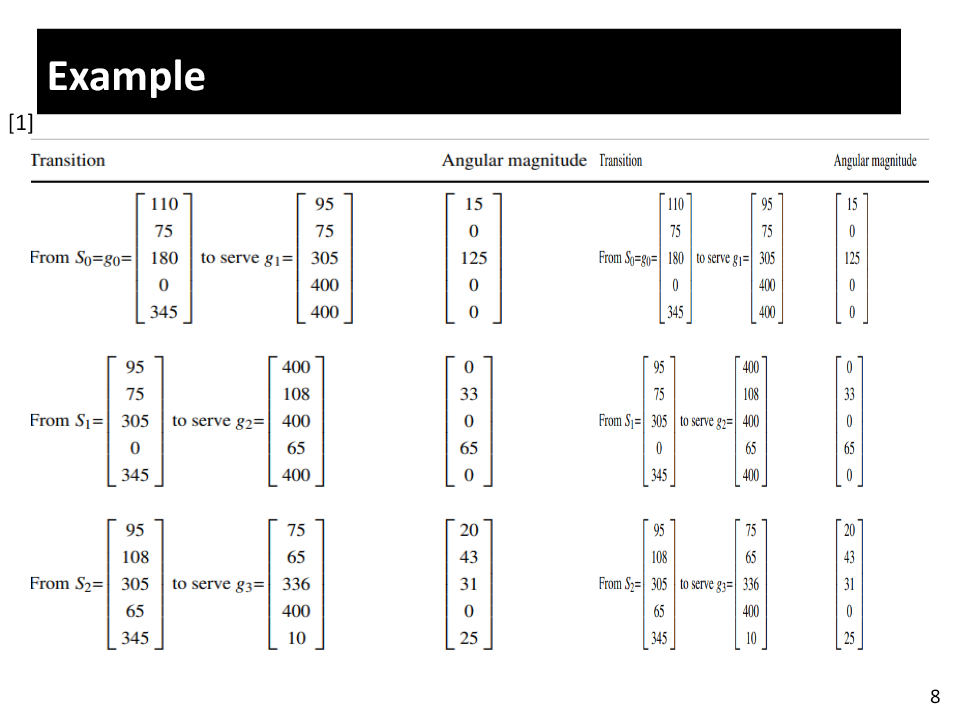 Example
[1]
Transition Angular magnitude Transition Angular magnitude
110 95 15 110 95 15
75 75 0 75 75 0
From S0=g0= 180 to serve g1= 305 125 From S0=g0= 180 to serve g1= 305 125
0 400 0 0 400 0
345 400 0 345 400 0
95 400 0 95 400 0
75 108 33 75 108 33
From S1= 305 to serve g2= 400 0 From S1= 305 to serve g2= 400 0
0 65 65 0 65 65
345 400 0 345 400 0
95 75 20 95 75 20
108 65 43 108 65 43
From S2= 305 to serve g3= 336 31 From S2= 305 to serve g3= 336 31
65 400 0 65 400 0
345 10 25 345 10 25
8